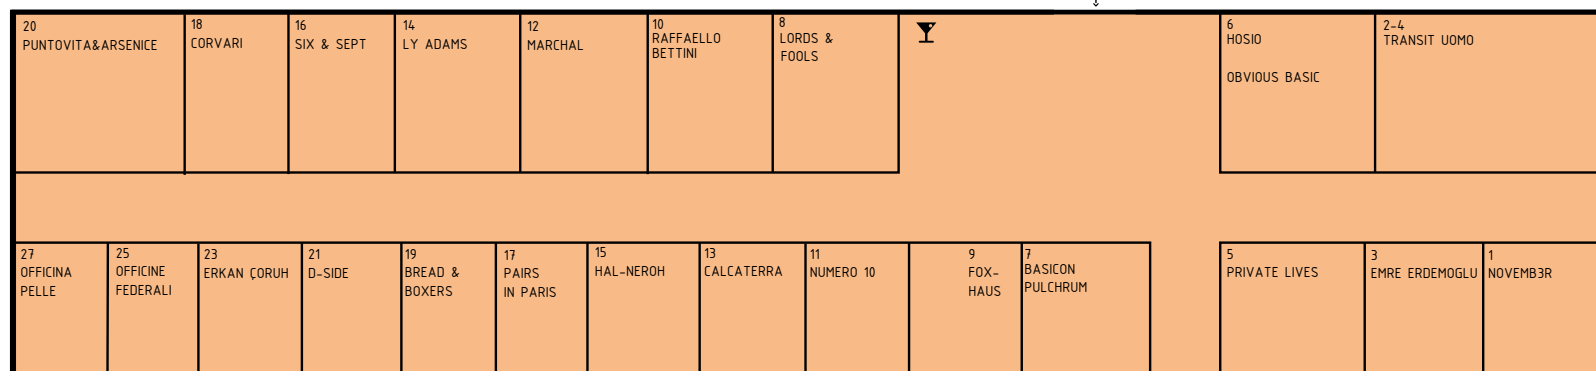 20
PUNTOVITA&ARSENICE
18
CORVARI
16
SIX & SEPT
14
LY ADAMS
12
MARCHAL
10
RAFFAELLO
BETTINI
8
LORDS &
FOOLS
6
HOSIO
OBVIOUS BASIC
2-4
TRANSIT UOMO
27
OFFICINA
PELLE
25
OFFICINE
FEDERALI
23
ERKAN ÇORUH
21
D-SIDE
19
BREAD &
BOXERS
17
PAIRS
IN PARIS
15
HAL-NEROH
13
CALCATERRA
11
NUMERO 10
9
FOX-
HAUS
7
BASICON
PULCHRUM
5
PRIVATE LIVES
3
EMRE ERDEMOGLU
1
NOVEMB3R